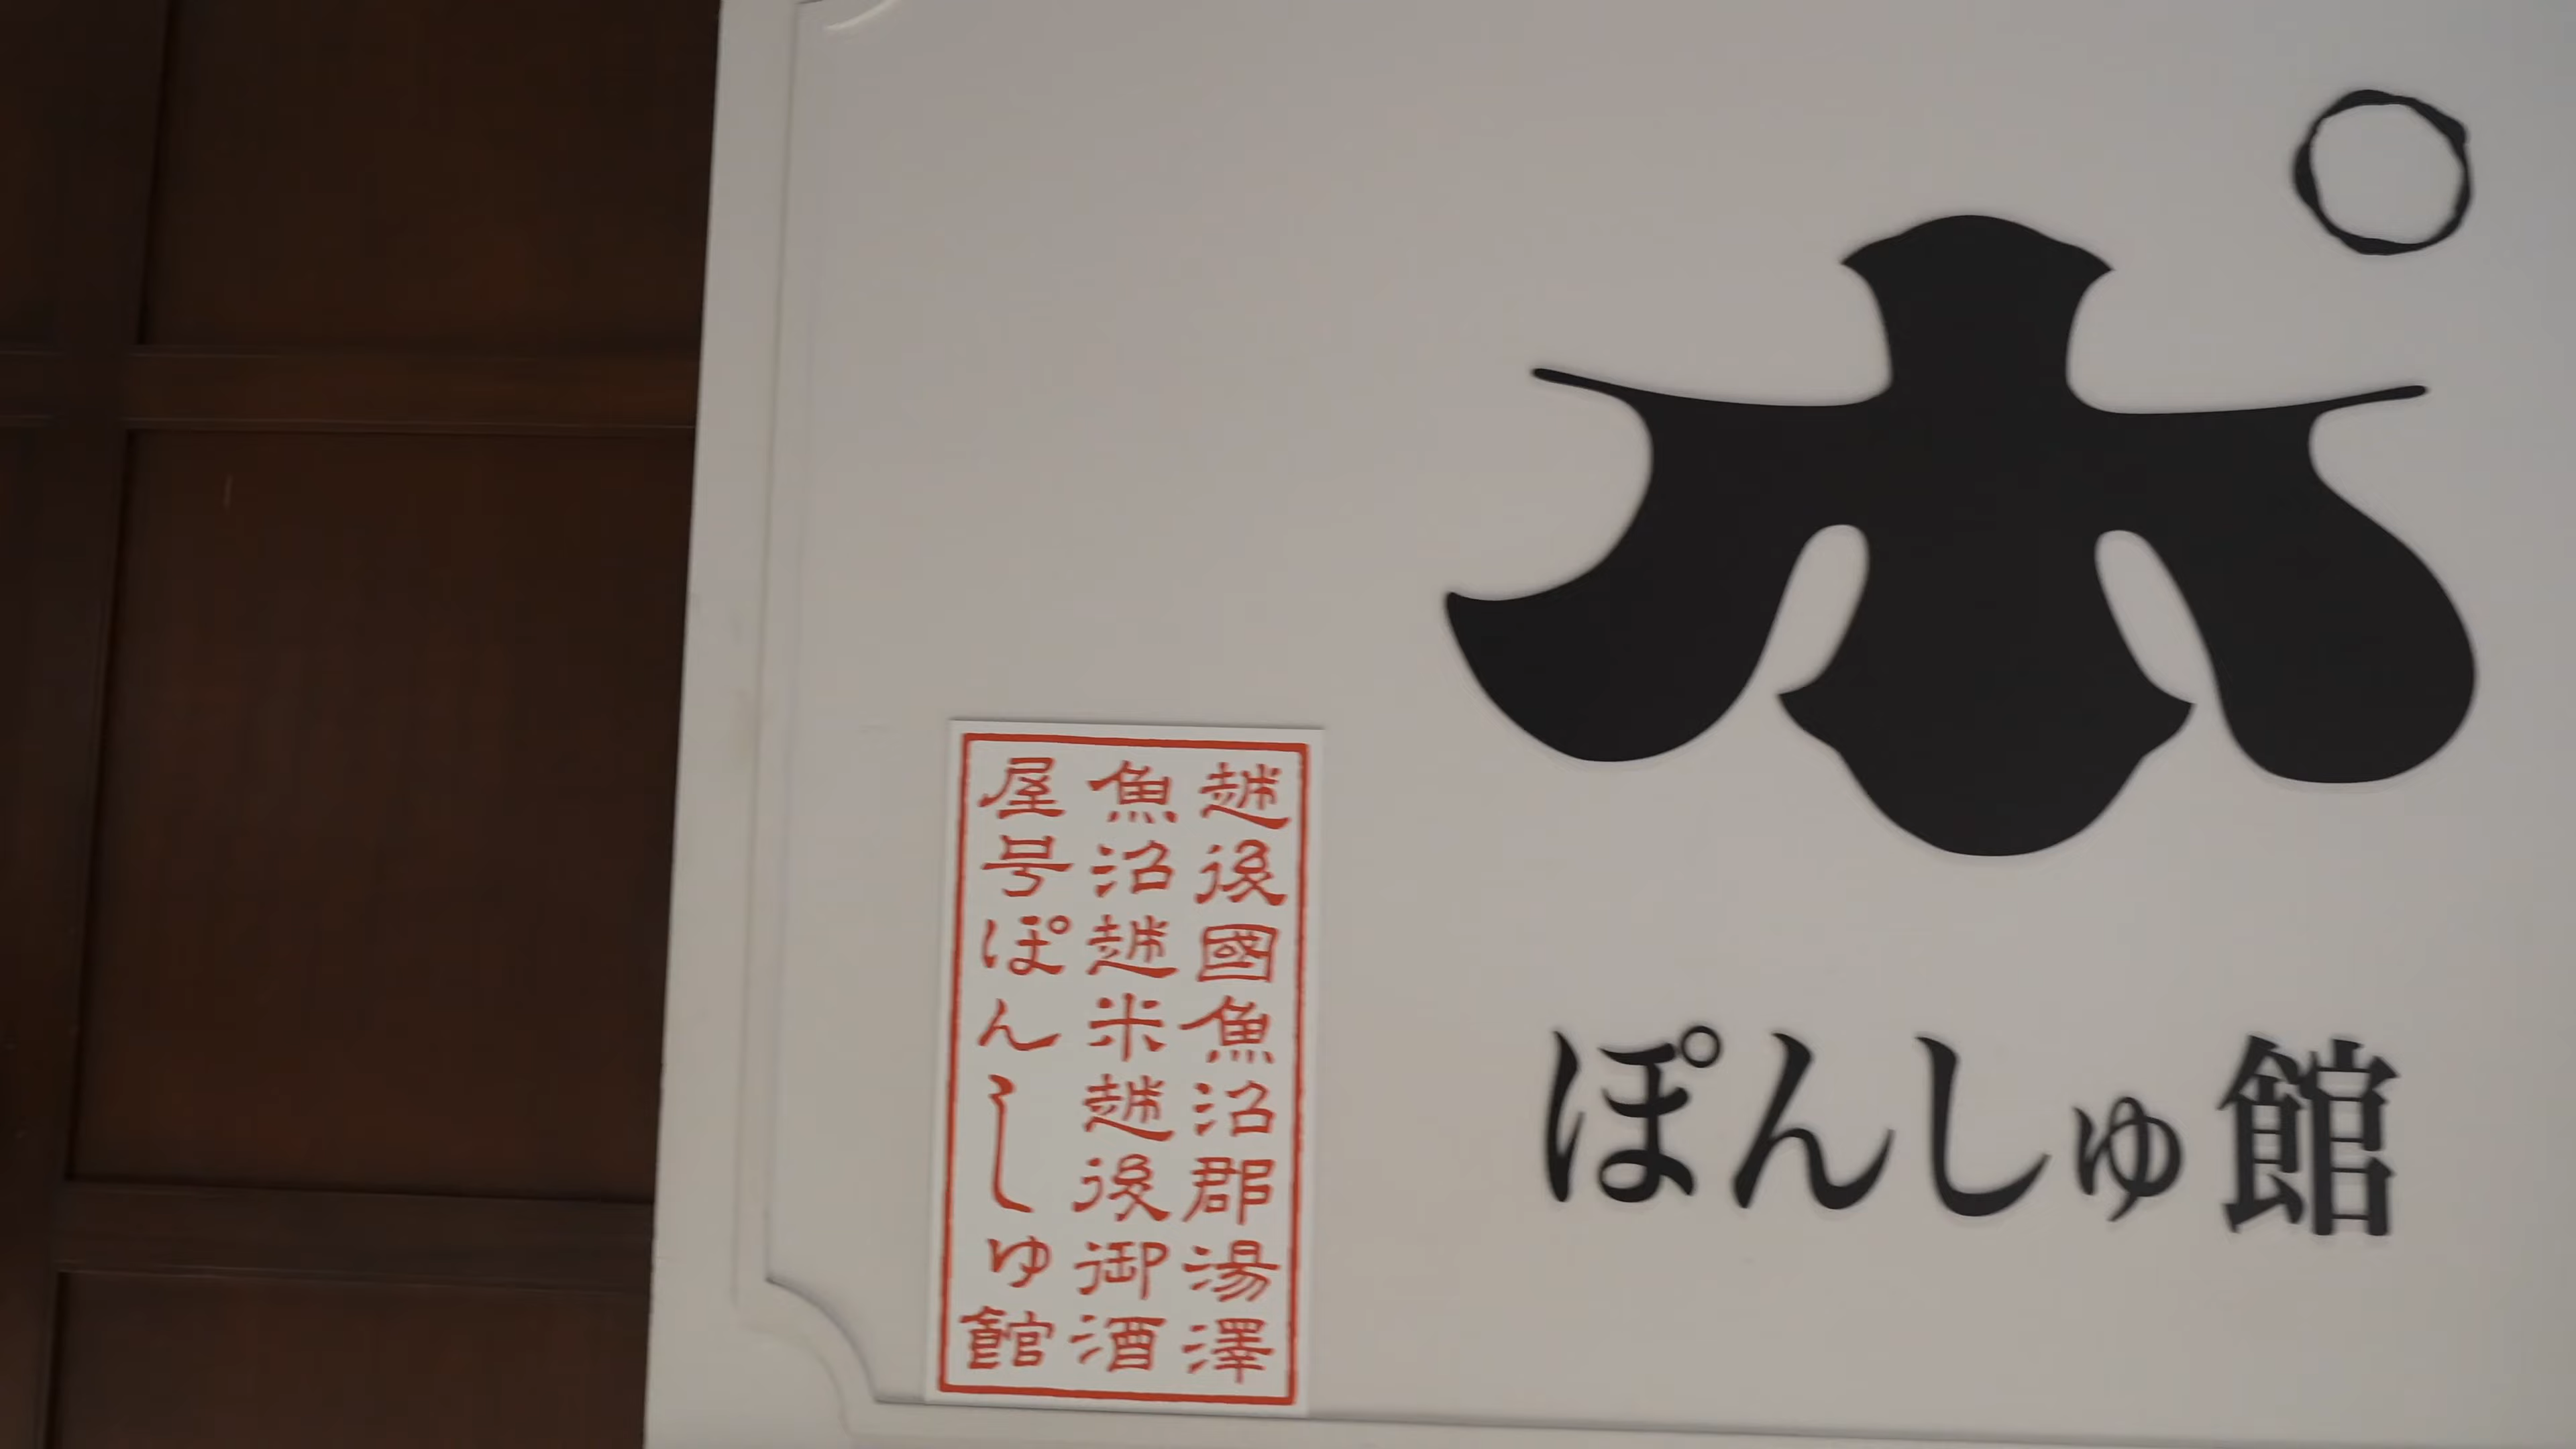 ポ
ぽんしゅ館
越後國魚沼郡湯澤
魚沼越米越後御酒
屋号ぽんしゅ館